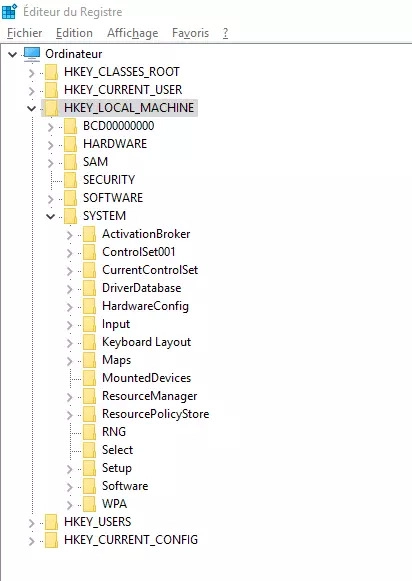 Éditeur du Registre
Fichier Edition Affichage Favoris ?
Ordinateur
HKEY_CLASSES_ROOT
HKEY_CURRENT_USER
HKEY_LOCAL_MACHINE
BCD00000000
HARDWARE
SAM
SECURITY
SOFTWARE
SYSTEM
ActivationBroker
ControlSet001
CurrentControlSet
DriverDatabase
HardwareConfig
Input
Keyboard Layout
Maps
MountedDevices
ResourceManager
ResourcePolicyStore
RNG
Select
Setup
Software
WPA
HKEY_USERS
HKEY_CURRENT_CONFIG